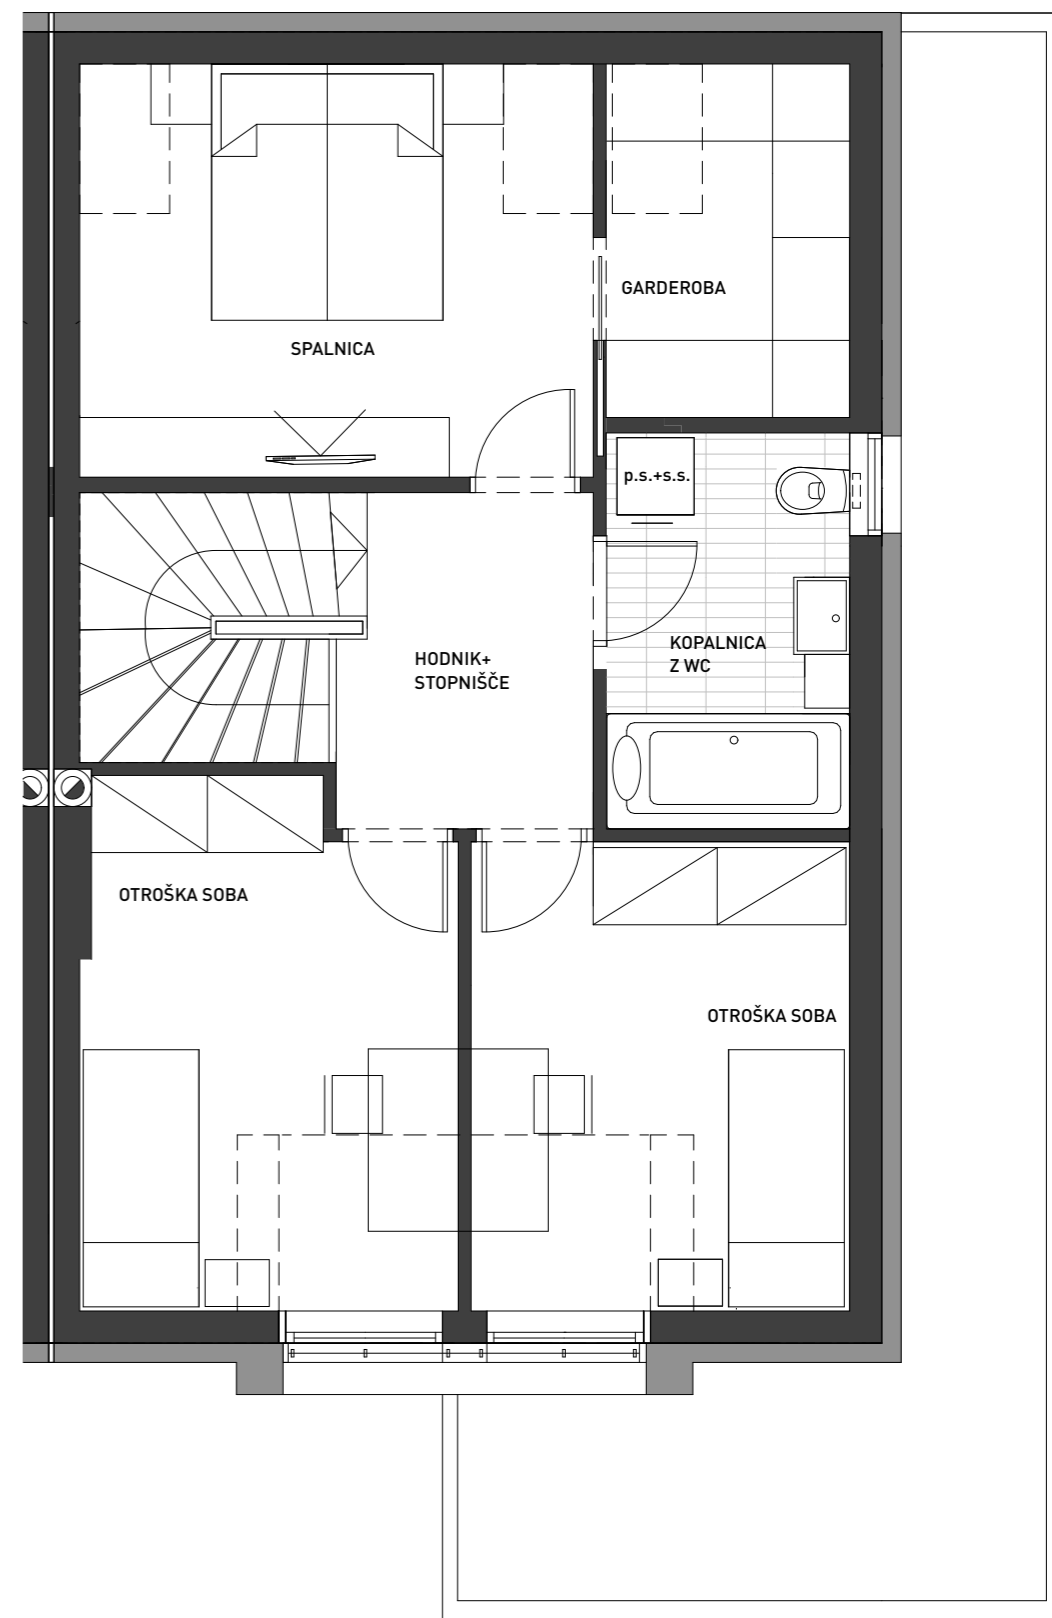 GARDEROBA
SPALNICA
p.s.+s.s.
KOPALNICA
Z WC
HODNIK+
STOPNIŠČE
OTROŠKA SOBA
OTROŠKA SOBA